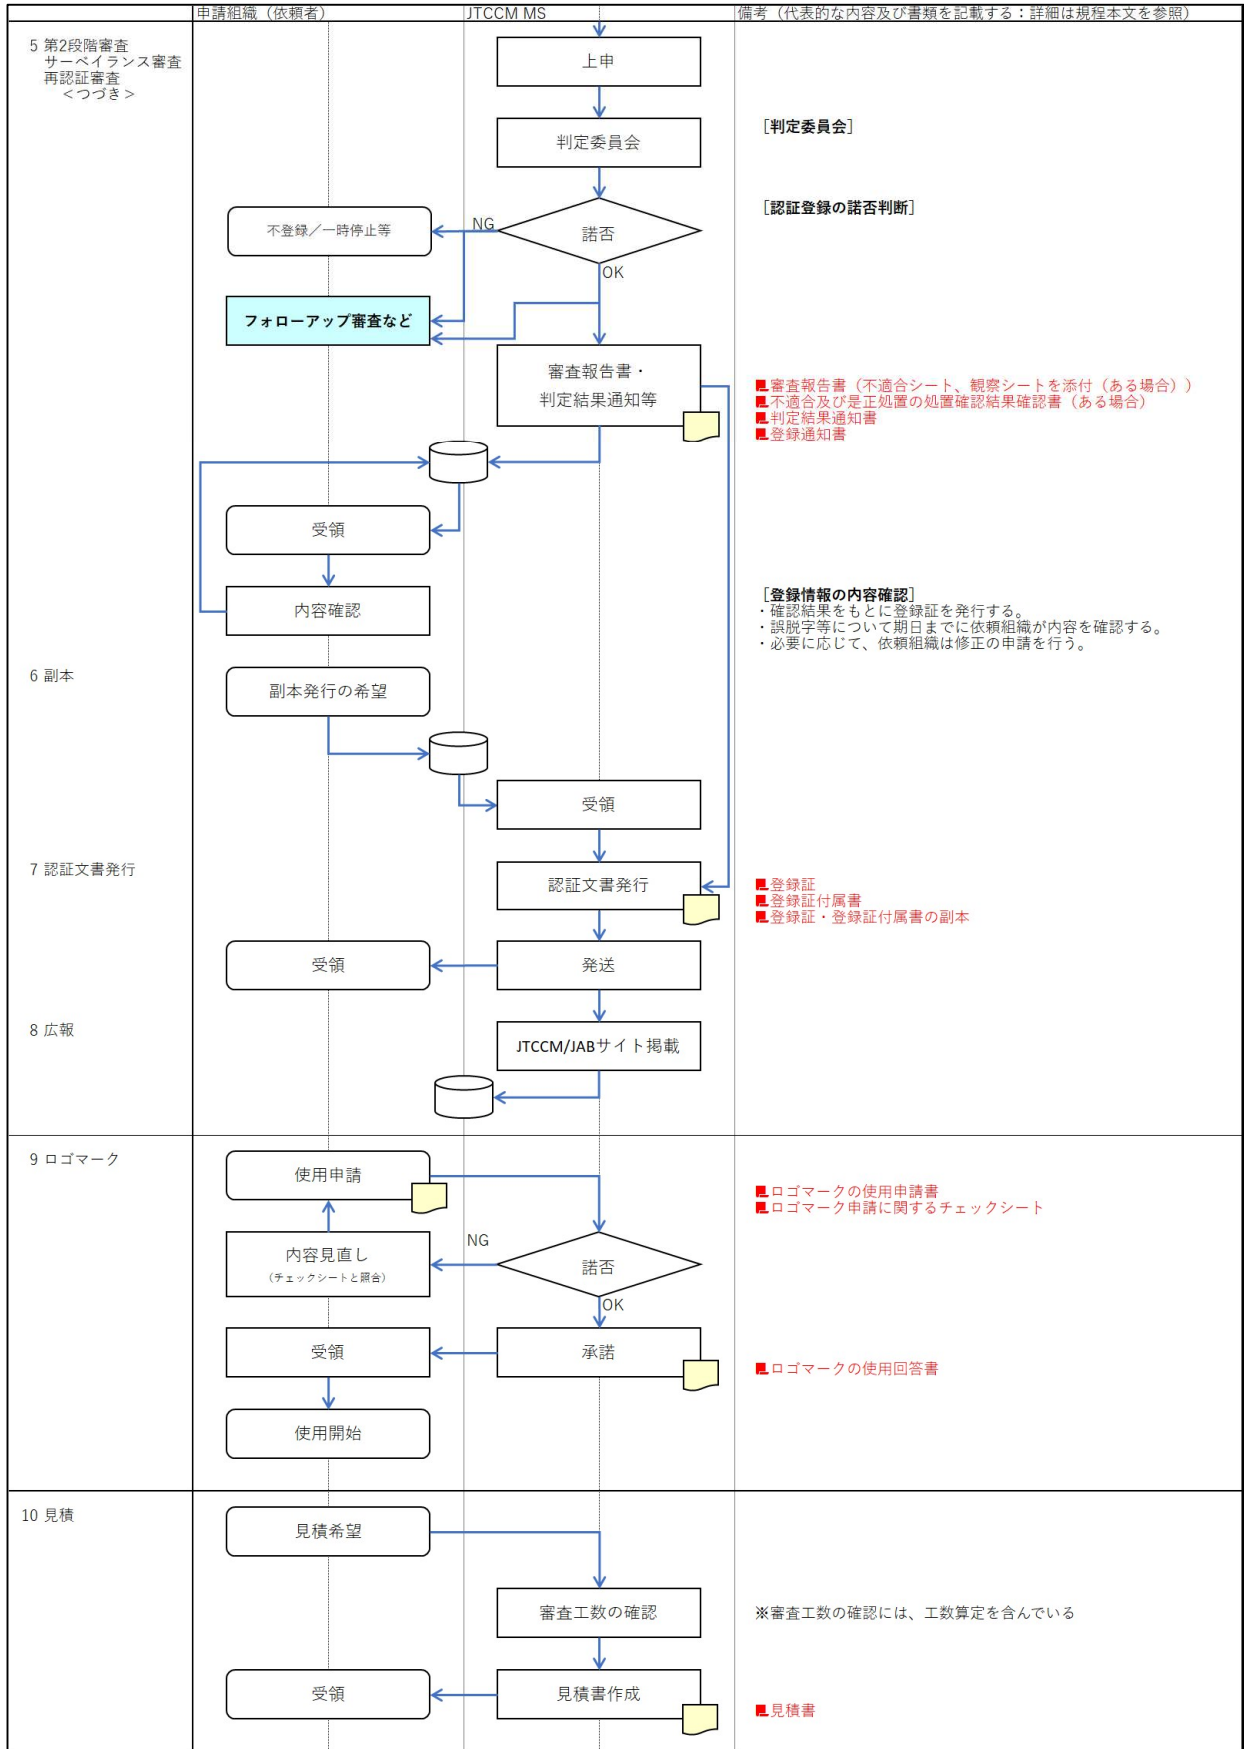 申請組織（依頼者）
JTCCM MS
備考（代表的な内容及び書類を記載する：詳細は規程本文を参照）
5 第2段階審査
サーベイランス審査
再認証審査
＜つづき＞
上申
判定委員会
［判定委員会］
［認証登録の諾否判断］
不登録／一時停止等
NG
諾否
OK
フォローアップ審査など
審査報告書・
判定結果通知等
審査報告書（不適合シート、観察シートを添付（ある場合））
不適合及び是正処置の処置確認結果確認書（ある場合）
判定結果通知書
登録通知書
受領
内容確認
［登録情報の内容確認］
・確認結果をもとに登録証を発行する。
・誤脱字等について期日までに依頼組織が内容を確認する。
・必要に応じて、依頼組織は修正の申請を行う。
6 副本
副本発行の希望
受領
7 認証文書発行
認証文書発行
登録証
登録証付属書
登録証・登録証付属書の副本
受領
発送
8 広報
JTCCM/JABサイト掲載
9 ロゴマーク
使用申請
ロゴマークの使用申請書
ロゴマーク申請に関するチェックシート
内容見直し
（チェックシートと照合）
NG
諾否
OK
受領
承諾
ロゴマークの使用回答書
使用開始
10 見積
見積希望
審査工数の確認
※審査工数の確認には、工数算定を含んでいる
受領
見積書作成
見積書